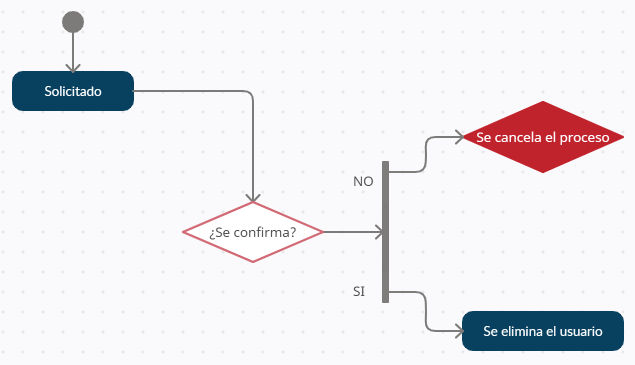 Solicitado
¿Se confirma?
NO
Se cancela el proceso
SI
Se elimina el usuario